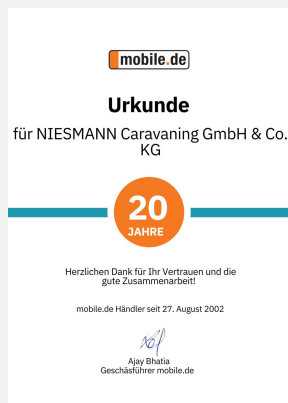 mobile.de
Urkunde
für NIESMANN Caravaning GmbH & Co.
KG
20
JAHRE
Herzlichen Dank für Ihr Vertrauen und die
gute Zusammenarbeit!
mobile.de Händler seit 27. August 2002
Ajay Bhatia
Geschäsführer mobile.de